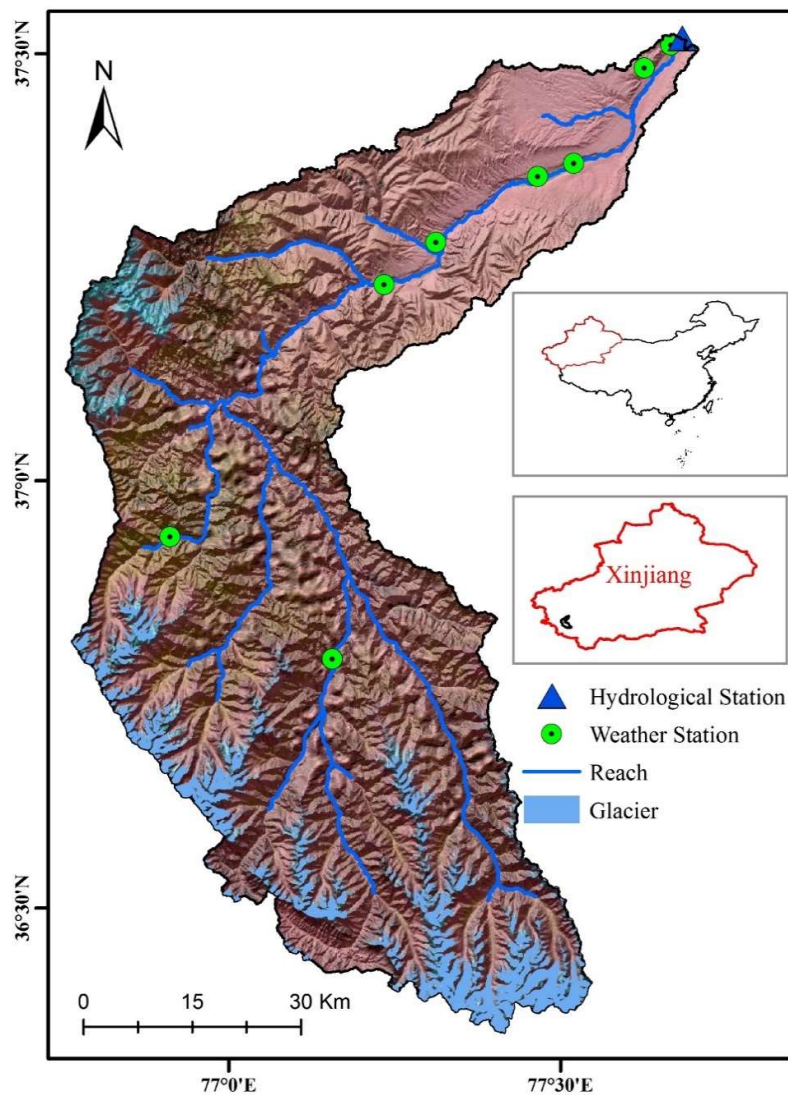 37°30'N
N
37°0'N
Xinjiang
Hydrological Station
Weather Station
Reach
Glacier
36°30'N
0 15 30 Km
77°0'E 77°30'E